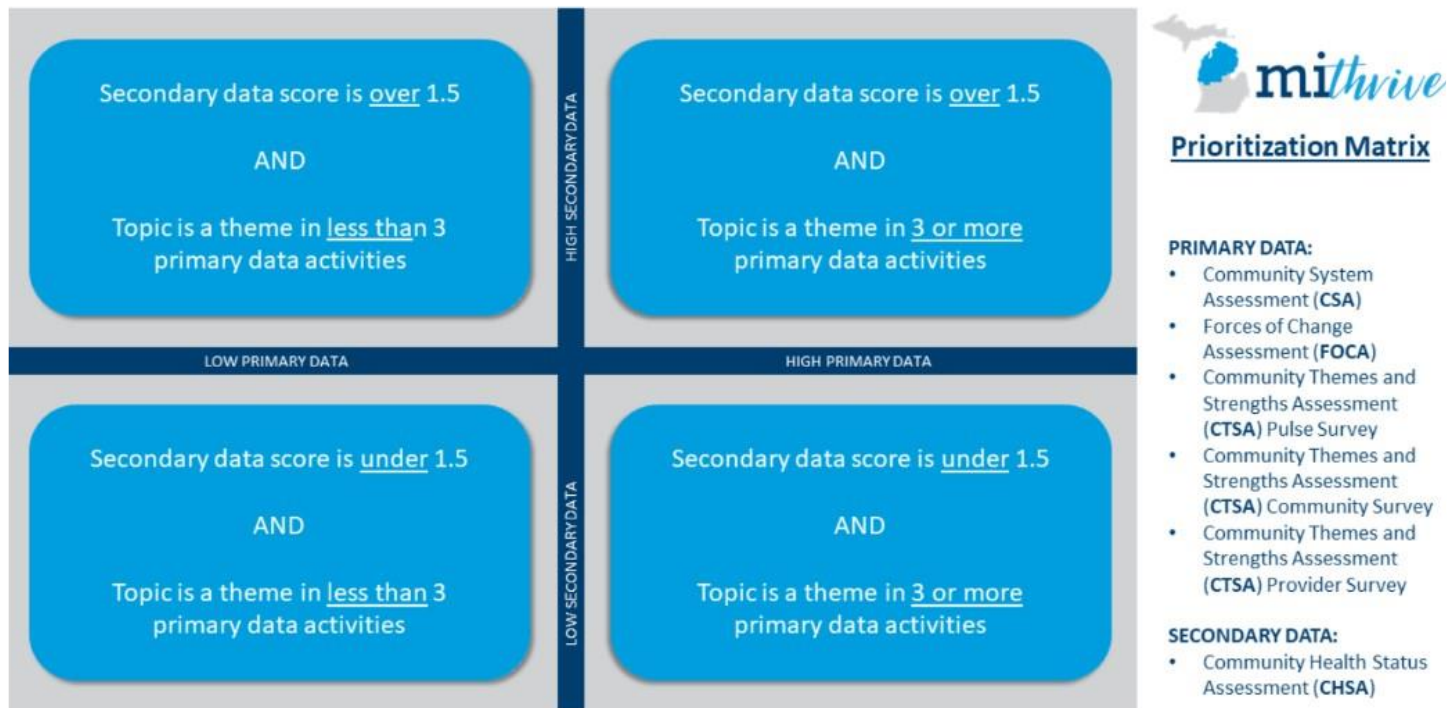 Secondary data score is over 1.5
AND
Topic is a theme in less than 3
primary data activities
HIGH SECONDARY DATA
Secondary data score is over 1.5
AND
Topic is a theme in 3 or more
primary data activities
LOW PRIMARY DATA
HIGH PRIMARY DATA
Secondary data score is under 1.5
AND
Topic is a theme in less than 3
primary data activities
LOW SECONDARY DATA
Secondary data score is under 1.5
AND
Topic is a theme in 3 or more
primary data activities
mithrive
Prioritization Matrix
PRIMARY DATA:
• Community System
Assessment (CSA)
• Forces of Change
Assessment (FOCA)
• Community Themes and
Strengths Assessment
(CTSA) Pulse Survey
• Community Themes and
Strengths Assessment
(CTSA) Community Survey
• Community Themes and
Strengths Assessment
(CTSA) Provider Survey
SECONDARY DATA:
• Community Health Status
Assessment (CHSA)